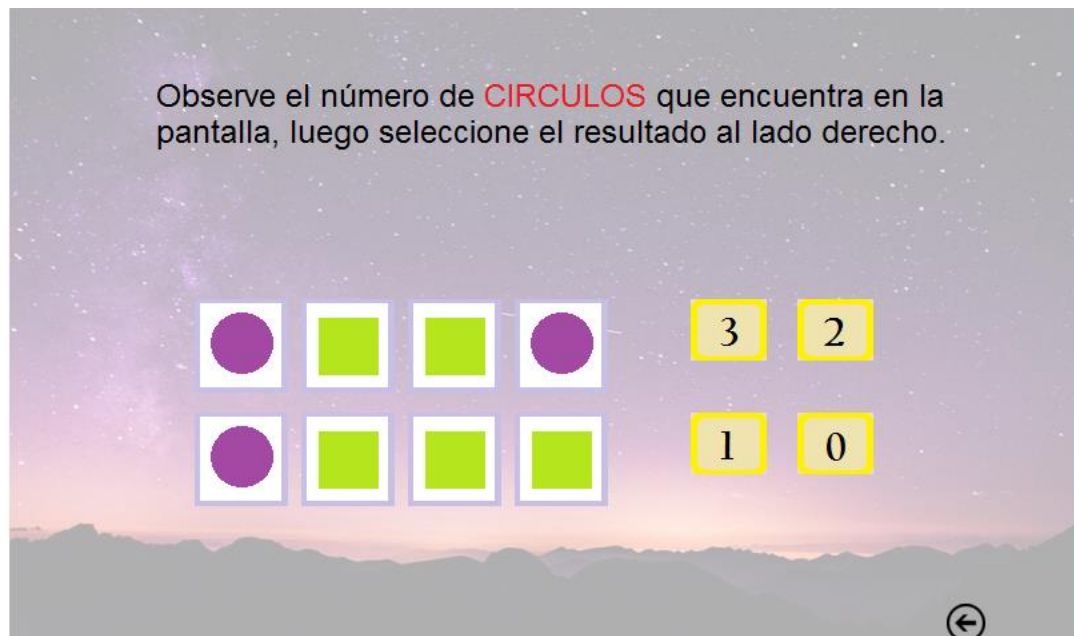 Observe el número de CIRCULOS que encuentra en la
pantalla, luego seleccione el resultado al lado derecho.
3 2
1 0